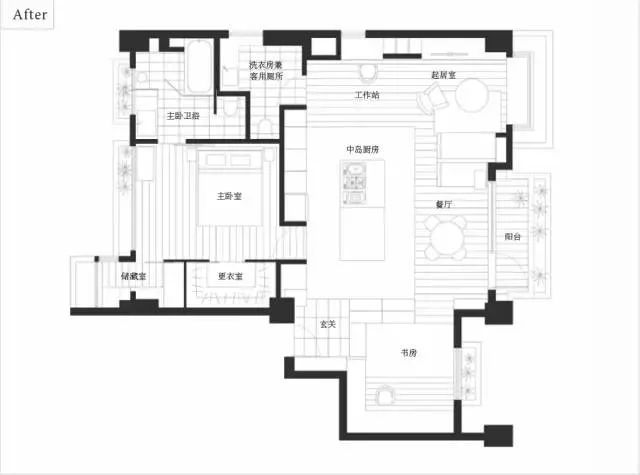 After
洗衣房兼
客用厕所
起居室
工作站
主卧卫浴
中岛厨房
主卧室
餐厅
阳台
储藏室
更衣室
玄关
书房